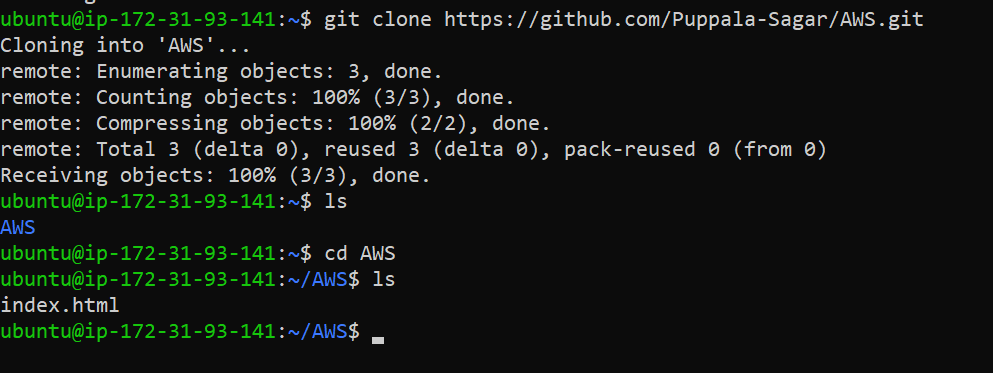 ubuntu@ip-172-31-93-141:~$ git clone https://github.com/Puppala-Sagar/AWS.git
Cloning into 'AWS'...
remote: Enumerating objects: 3, done.
remote: Counting objects: 100% (3/3), done.
remote: Compressing objects: 100% (2/2), done.
remote: Total 3 (delta 0), reused 3 (delta 0), pack-reused 0 (from 0)
Receiving objects: 100% (3/3), done.
ubuntu@ip-172-31-93-141:~$ ls
AWS
ubuntu@ip-172-31-93-141:~$ cd AWS
ubuntu@ip-172-31-93-141:~/AWS$ ls
index.html
ubuntu@ip-172-31-93-141:~/AWS$